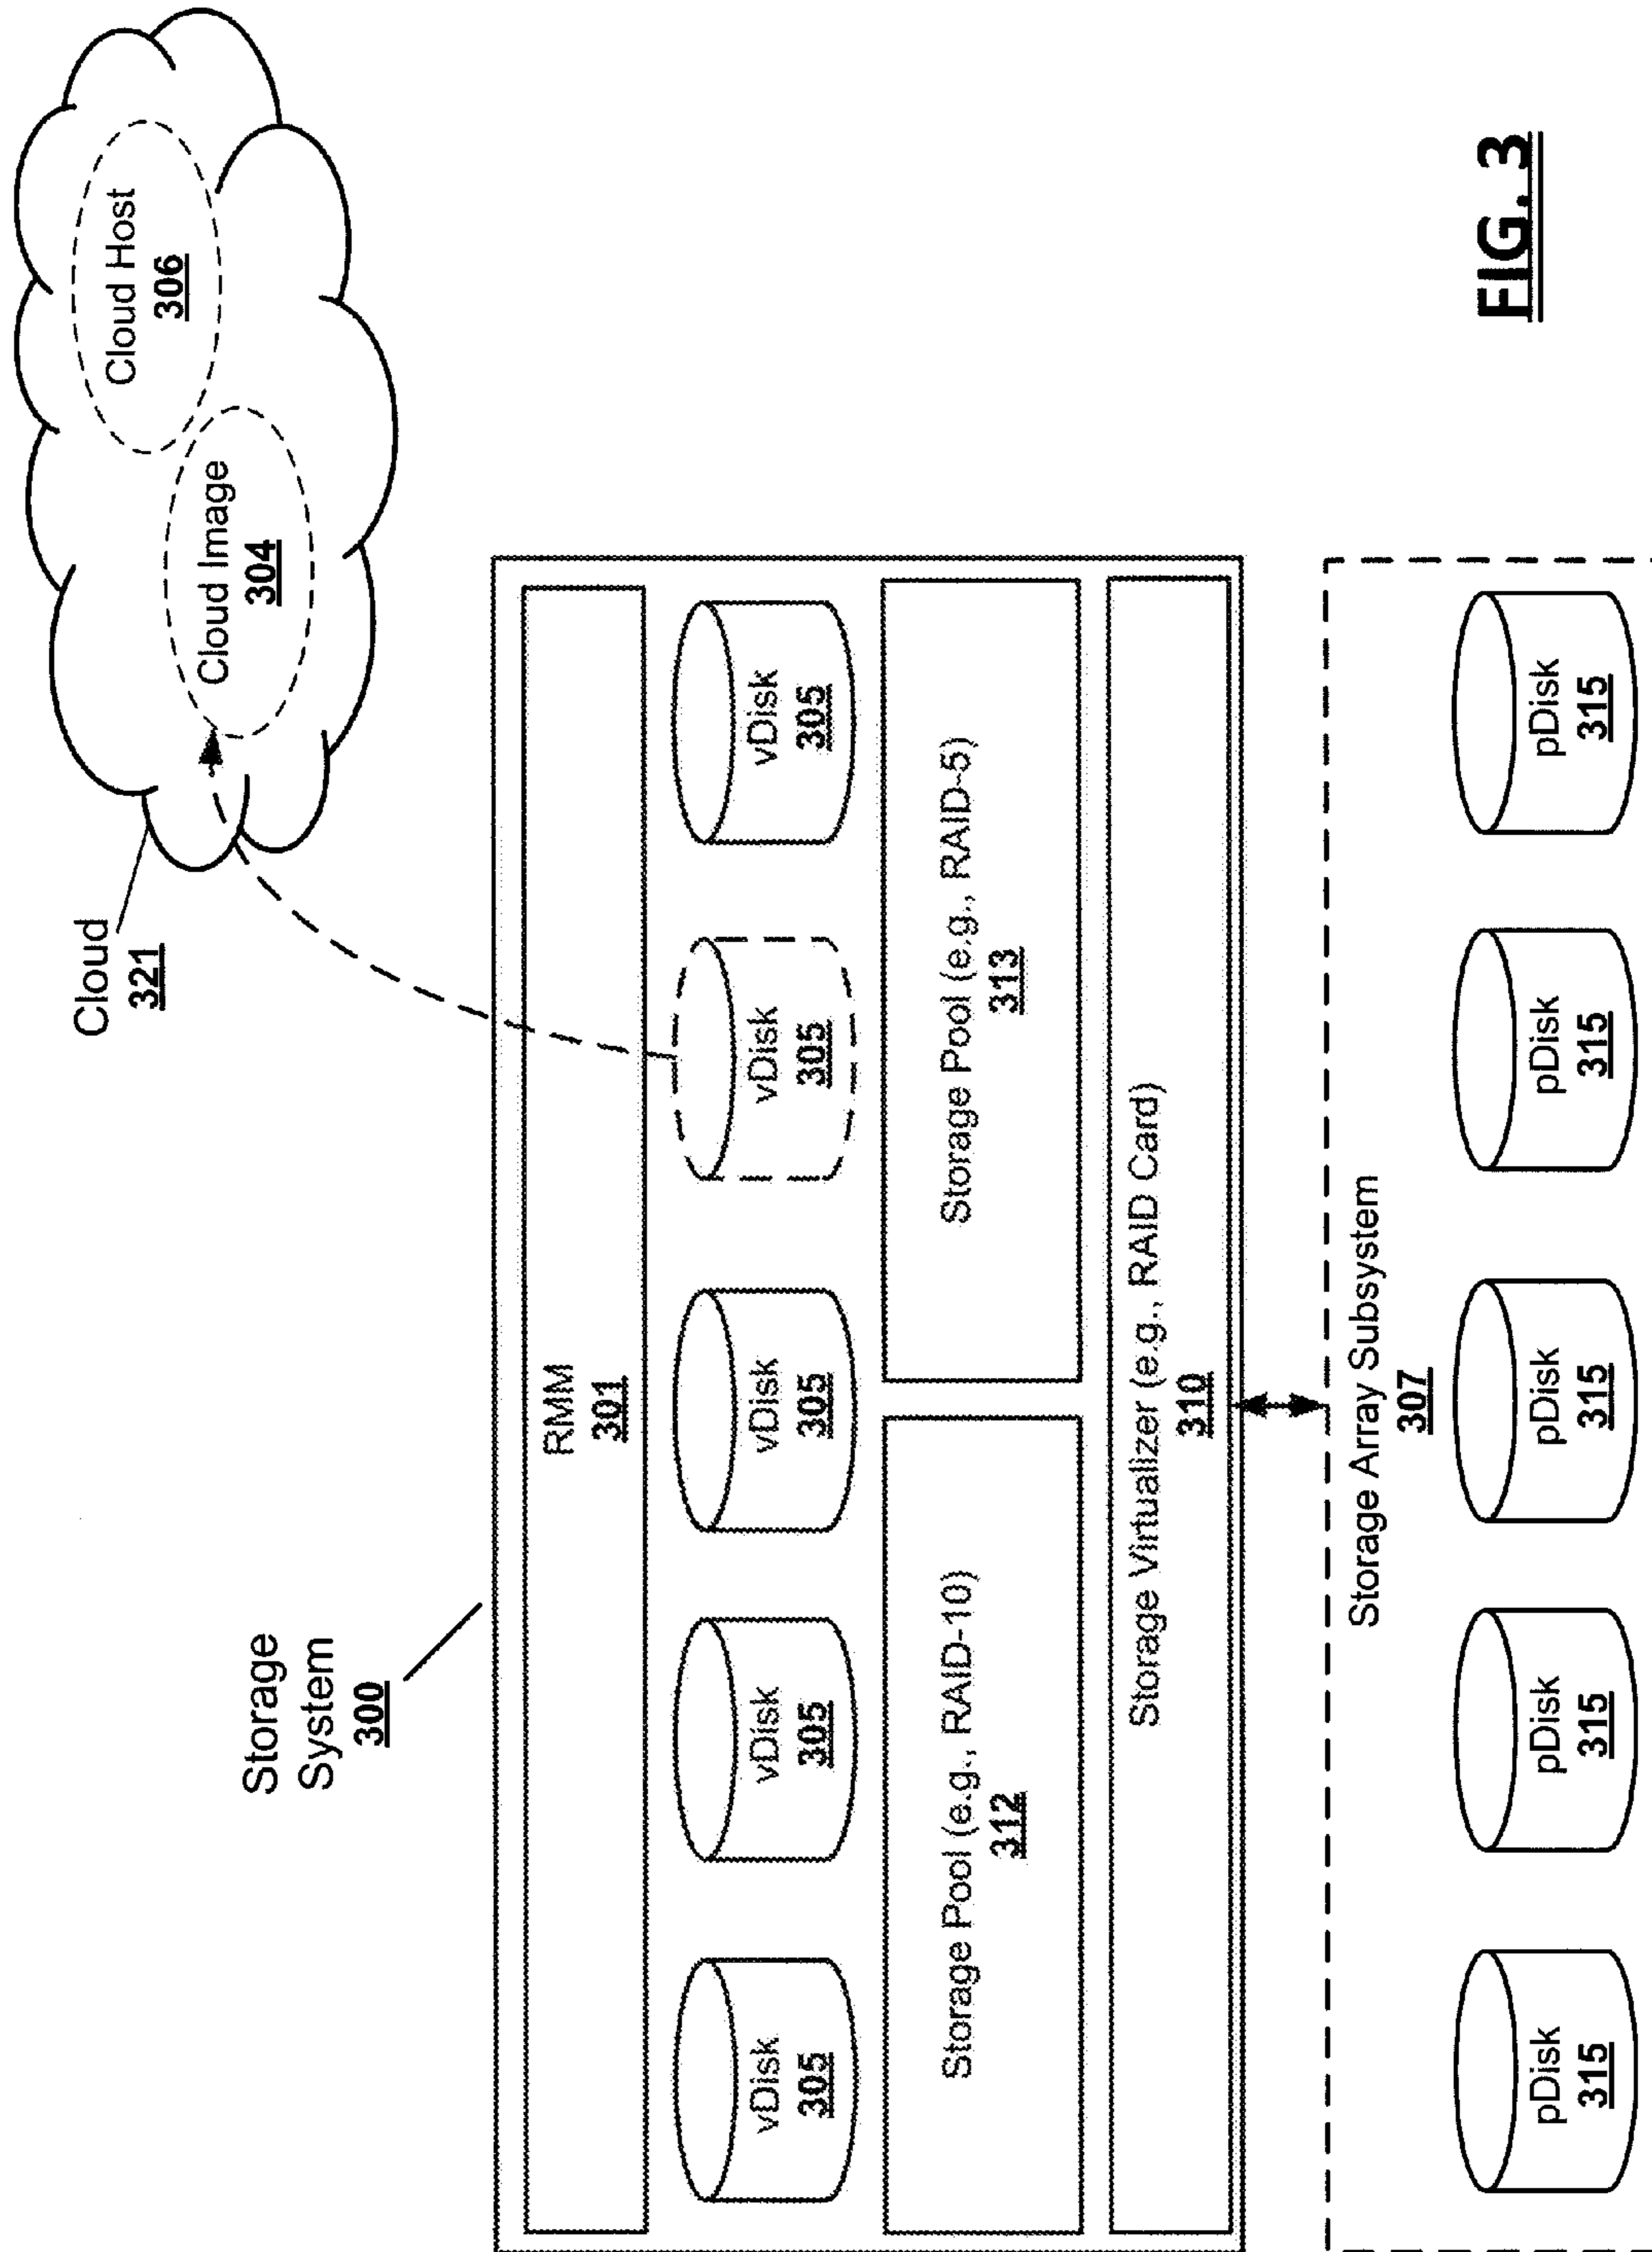 Cloud
321
Cloud Image
304
Cloud Host
306
Storage
System
300
RMM
301
vDisk
305
vDisk
305
vDisk
305
vDisk
305
vDisk
305
Storage Pool (e.g., RAID-10)
312
Storage Pool (e.g., RAID-5)
313
Storage Virtualizer (e.g., RAID Card)
310
Storage Array Subsystem
307
pDisk
315
pDisk
315
pDisk
315
pDisk
315
pDisk
315
FIG. 3